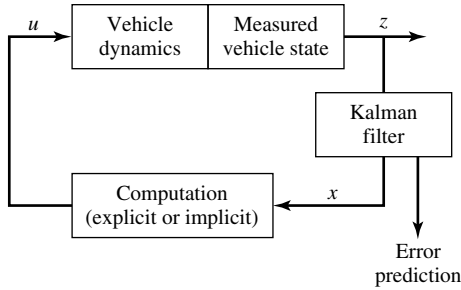 u
Vehicle
dynamics
Measured
vehicle state
z
Kalman
filter
Computation
(explicit or implicit)
x
Error
prediction